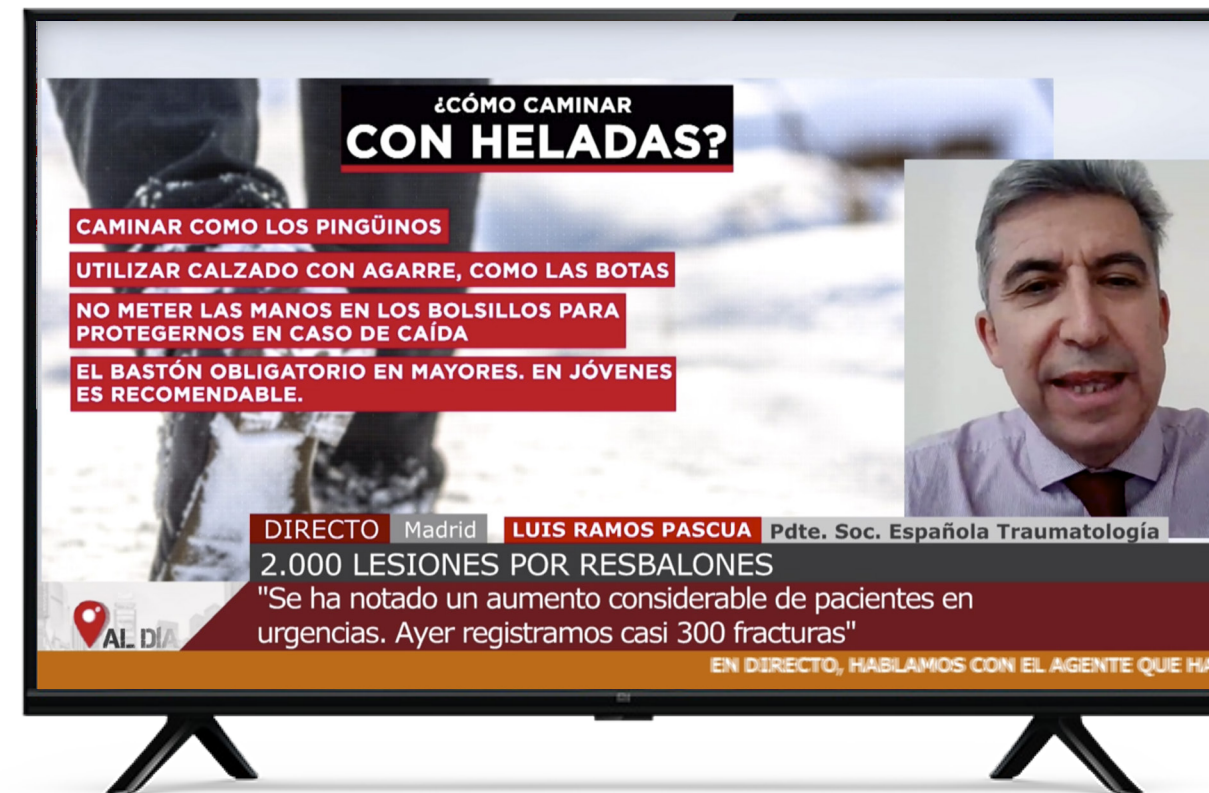 ¿CÓMO CAMINAR
CON HELADAS?
CAMINAR COMO LOS PINGÜINOS
UTILIZAR CALZADO CON AGARRE, COMO LAS BOTAS
NO METER LAS MANOS EN LOS BOLSILLOS PARA
PROTEGERNOS EN CASO DE CAÍDA
EL BASTÓN OBLIGATORIO EN MAYORES. EN JÓVENES
ES RECOMENDABLE.
DIRECTO Madrid LUIS RAMOS PASCUA Pdte. Soc. Española Traumatología
2.000 LESIONES POR RESBALONES
"Se ha notado un aumento considerable de pacientes en
urgencias. Ayer registramos casi 300 fracturas"
AL DÍA
EN DIRECTO, HABLAMOS CON EL AGENTE QUE HA
MI